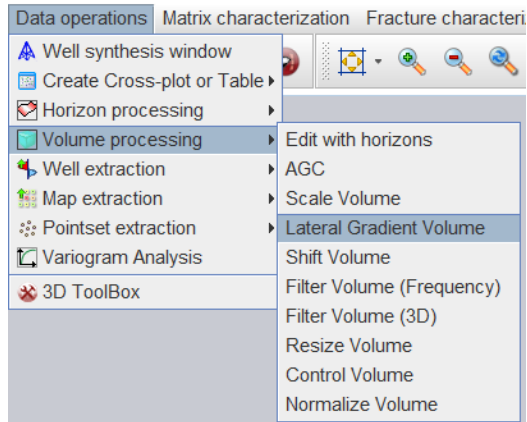 Data operations Matrix characterization Fracture characteri
Well synthesis window
Create Cross-plot or Table
Horizon processing
Volume processing
Well extraction
Map extraction
Pointset extraction
Variogram Analysis
3D ToolBox
Edit with horizons
AGC
Scale Volume
Lateral Gradient Volume
Shift Volume
Filter Volume (Frequency)
Filter Volume (3D)
Resize Volume
Control Volume
Normalize Volume